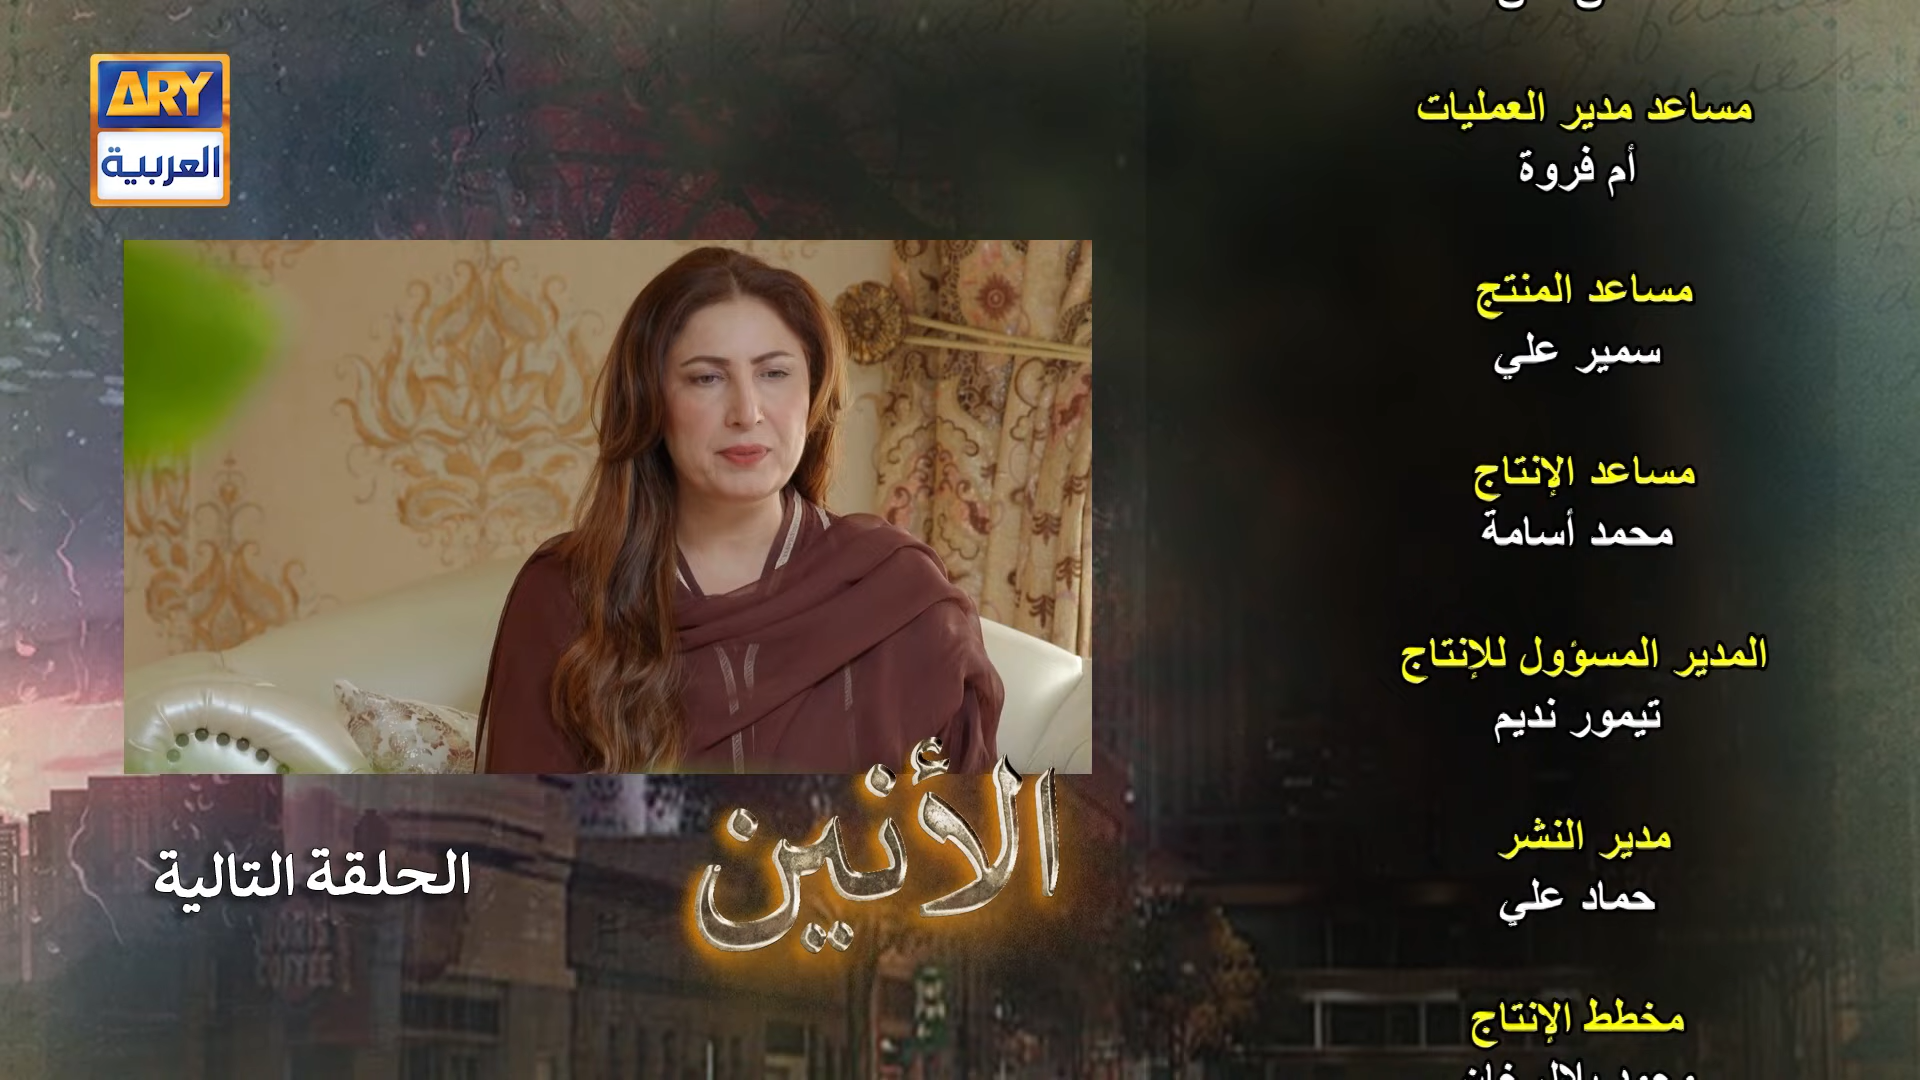 ARY
العربية
مساعد مدير العمليات
أم فروة
مساعد المنتج
سمير علي
مساعد الإنتاج
محمد أسامة
المدير المسؤول للإنتاج
تيمور نديم
مدير النشر
حماد علي
مخطط الإنتاج
الأنين
الحلقة التالية